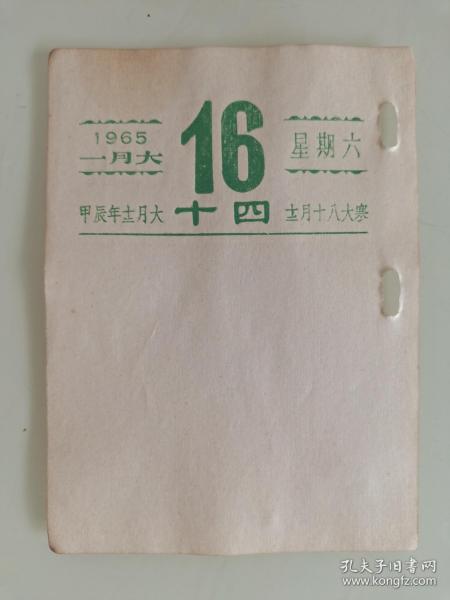 1965
一月大
16
星期六
甲辰年十二月大
十四
十二月十八大寒
孔夫子旧书网
www.kongfz.com